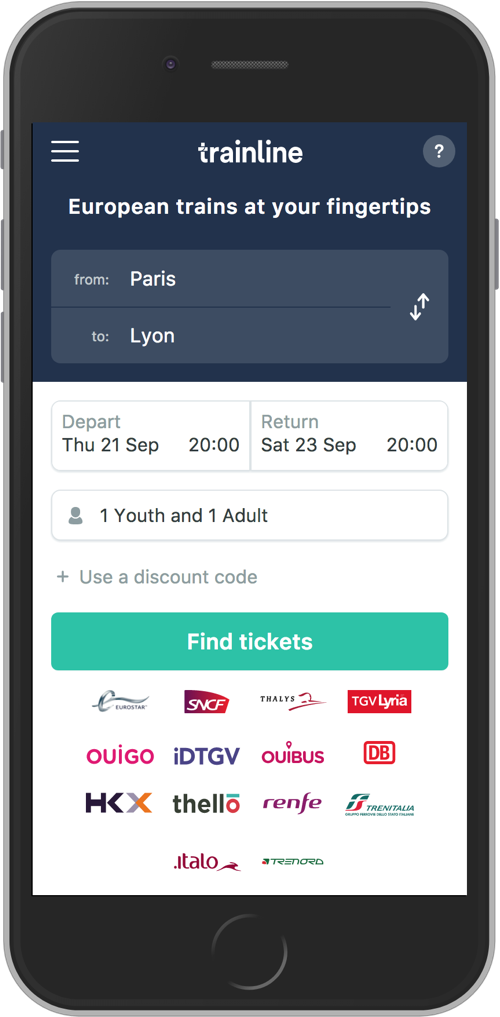 trainline
?
European trains at your fingertips
from: Paris
to: Lyon
Depart Return
Thu 21 Sep 20:00 Sat 23 Sep 20:00
1 Youth and 1 Adult
+ Use a discount code
Find tickets
EUROSTAR SNCF THALYS TGV Lyria
OUIGO iDTGV OUIBUS DB
HKX thello renfe TRENITALIA
GRUPPO FERROVIE DELLO STATO ITALIANE
.italo TRENORD